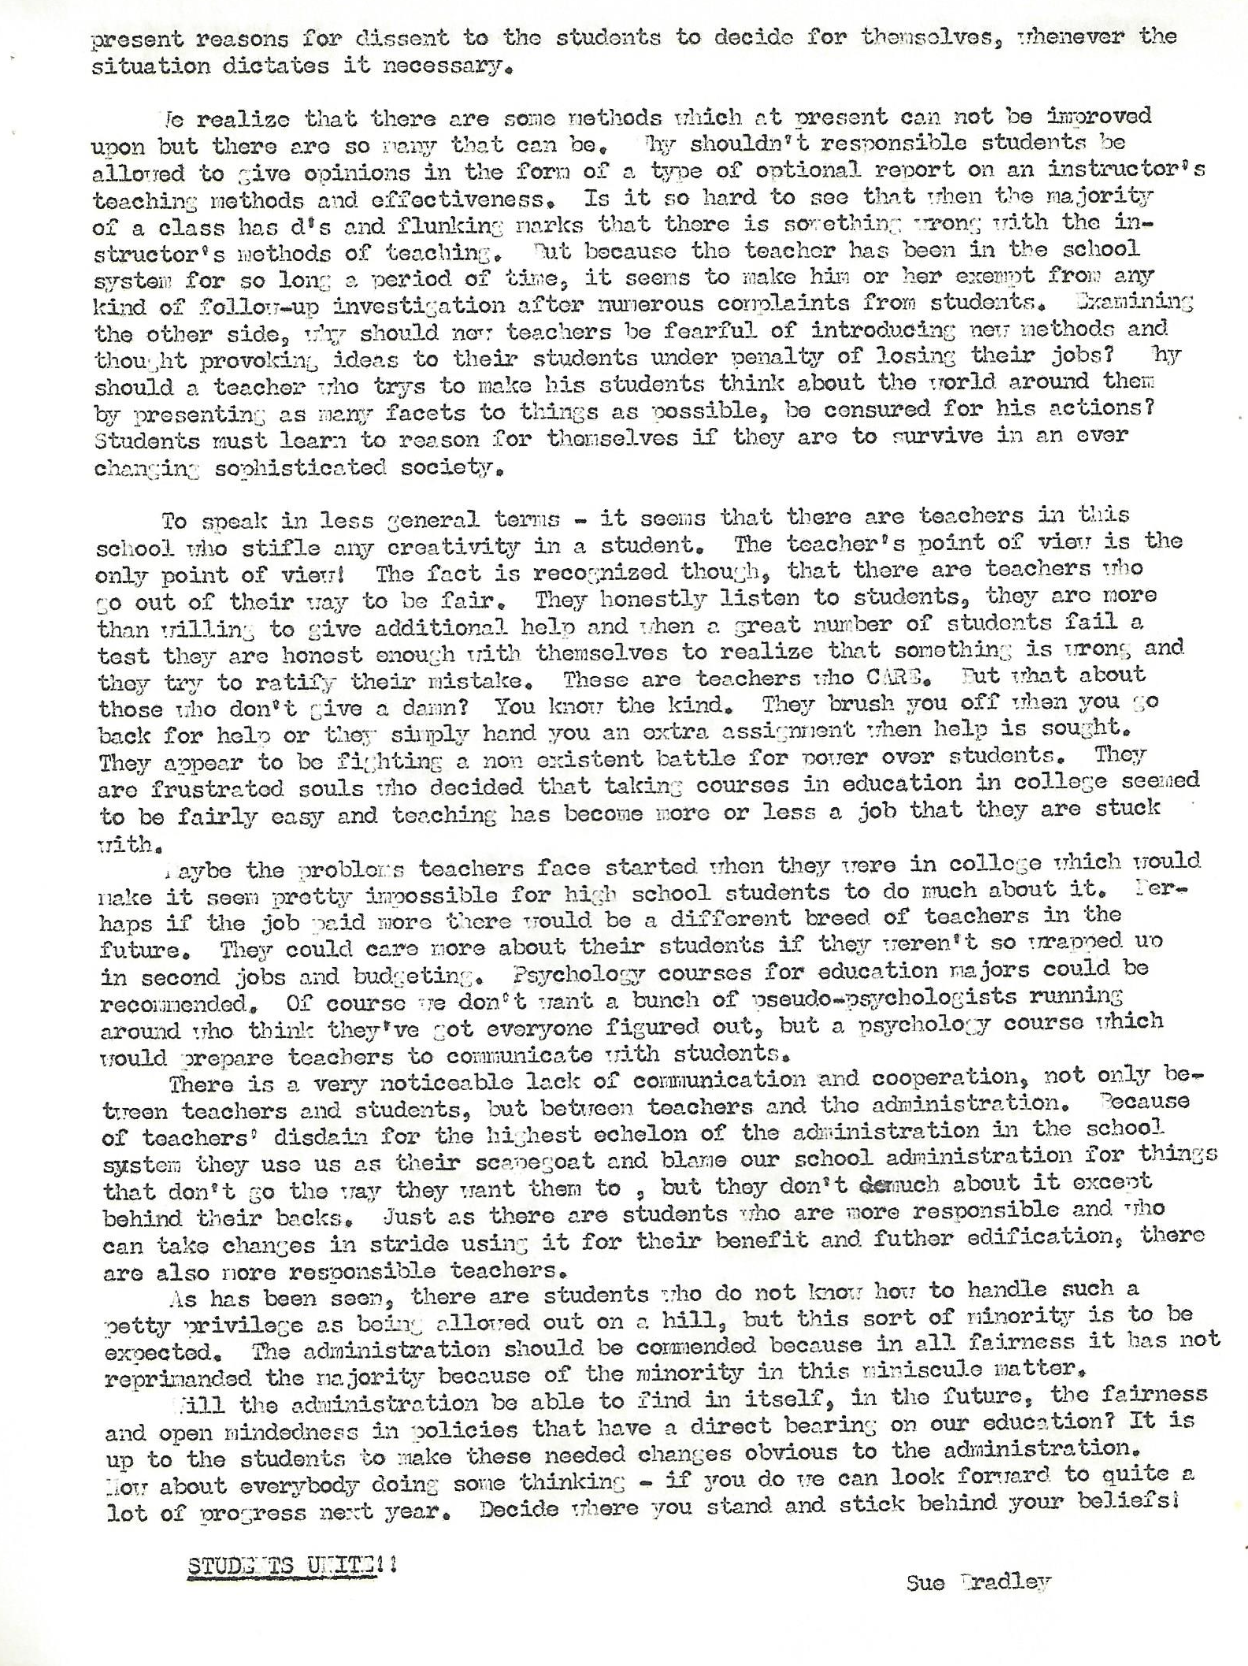 present reasons for dissent to the students to decide for themselves, whenever the
situation dictates it necessary.
We realize that there are some methods which at present can not be improved
upon but there are so many that can be. Why shouldn't responsible students be
allowed to give opinions in the form of a type of optional report on an instructor's
teaching methods and effectiveness. Is it so hard to see that when the majority
of a class has d's and flunking marks that there is something wrong with the in-
structor's methods of teaching. But because the teacher has been in the school
system for so long a period of time, it seems to make him or her exempt from any
kind of follow-up investigation after numerous complaints from students. Examining
the other side, why should new teachers be fearful of introducing new methods and
thought provoking ideas to their students under penalty of losing their jobs? Why
should a teacher who trys to make his students think about the world around them
by presenting as many facets to things as possible, be censured for his actions?
Students must learn to reason for themselves if they are to survive in an ever
changing sophisticated society.
To speak in less general terms - it seems that there are teachers in this
school who stifle any creativity in a student. The teacher's point of view is the
only point of view! The fact is recognized though, that there are teachers who
go out of their way to be fair. They honestly listen to students, they are more
than willing to give additional help and when a great number of students fail a
test they are honest enough with themselves to realize that something is wrong and
they try to ratify their mistake. These are teachers who CARE. But what about
those who don't give a damn? You know the kind. They brush you off when you go
back for help or they simply hand you an extra assignment when help is sought.
They appear to be fighting a non existent battle for power over students. They
are frustrated souls who decided that taking courses in education in college seemed
to be fairly easy and teaching has become more or less a job that they are stuck
with.
Maybe the problems teachers face started when they were in college which would
make it seem pretty impossible for high school students to do much about it. Per-
haps if the job paid more there would be a different breed of teachers in the
future. They could care more about their students if they weren't so wrapped up
in second jobs and budgeting. Psychology courses for education majors could be
recommended. Of course we don't want a bunch of pseudo-psychologists running
around who think they've got everyone figured out, but a psychology course which
would prepare teachers to communicate with students.
There is a very noticeable lack of communication and cooperation, not only be-
tween teachers and students, but between teachers and the administration. Because
of teachers' disdain for the highest echelon of the administration in the school
system they use us as their scapegoat and blame our school administration for things
that don't go the way they want them to , but they don't do much about it except
behind their backs. Just as there are students who are more responsible and who
can take changes in stride using it for their benefit and futher edification, there
are also more responsible teachers.
As has been seen, there are students who do not know how to handle such a
petty privilege as being allowed out on a hill, but this sort of minority is to be
expected. The administration should be commended because in all fairness it has not
reprimanded the majority because of the minority in this miniscule matter.
Will the administration be able to find in itself, in the future, the fairness
and open mindedness in policies that have a direct bearing on our education? It is
up to the students to make these needed changes obvious to the administration.
How about everybody doing some thinking - if you do we can look forward to quite a
lot of progress next year. Decide where you stand and stick behind your beliefs!
STUDENTS UNITE!!
Sue Bradley